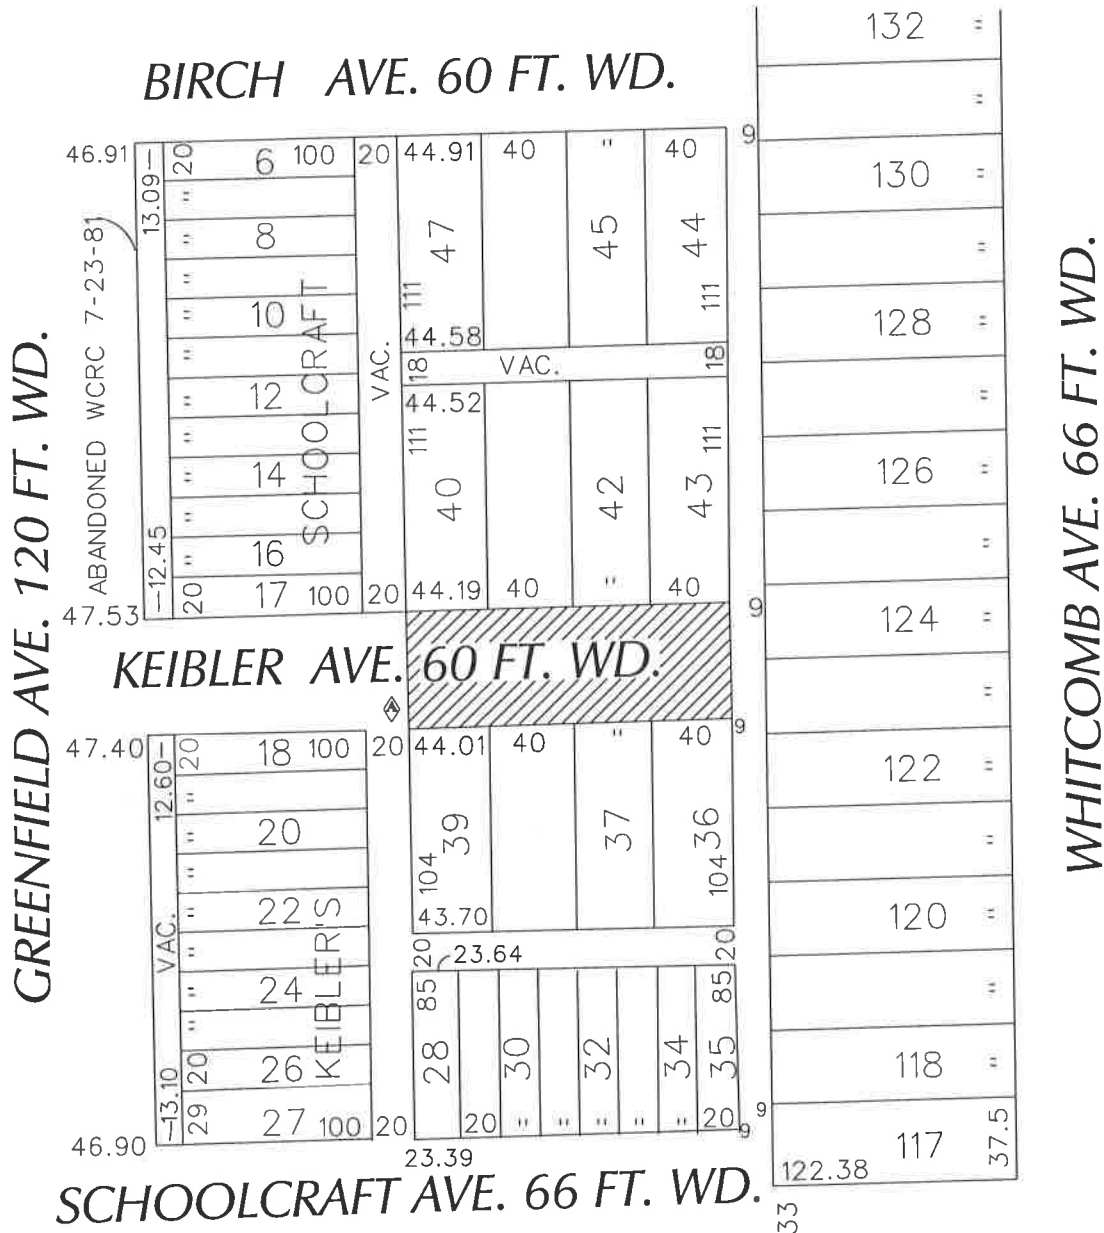 132 "
"
BIRCH AVE. 60 FT. WD.
9
46.91 13.09 20 6 100 20 44.91 40 " 40
130 "
"
"
8
47 45 44
"
"
ABANDONED WCRC 7-23-81
" 10
111 111
128 "
44.58
"
18 VAC. 18
VAC.
SCHOOLCRAFT
" 12
44.52
"
"
111 111
" 14
126 "
40 42 43
"
12.45 " 16
"
47.53 20 17 100 20 44.19 40 " 40
9
124 "
KEIBLER AVE. 60 FT. WD.
"
A
9
47.40 12.60 20 18 100 20 44.01 40 " 40
122 "
"
20
39 37 36
"
"
104 104
" 22
120 "
43.70
VAC.
"
KEIBLER'S
20 23.64 20
" 24
85 85
"
"
20 26
28 30 32 34 35
118 "
13.10 29 27 100 20
20 " " " " " 20
9 9
46.90
23.39
117 37.5
122.38
33
SCHOOLCRAFT AVE. 66 FT. WD.
GREENFIELD AVE. 120 FT. WD.
WHITCOMB AVE. 66 FT. WD.